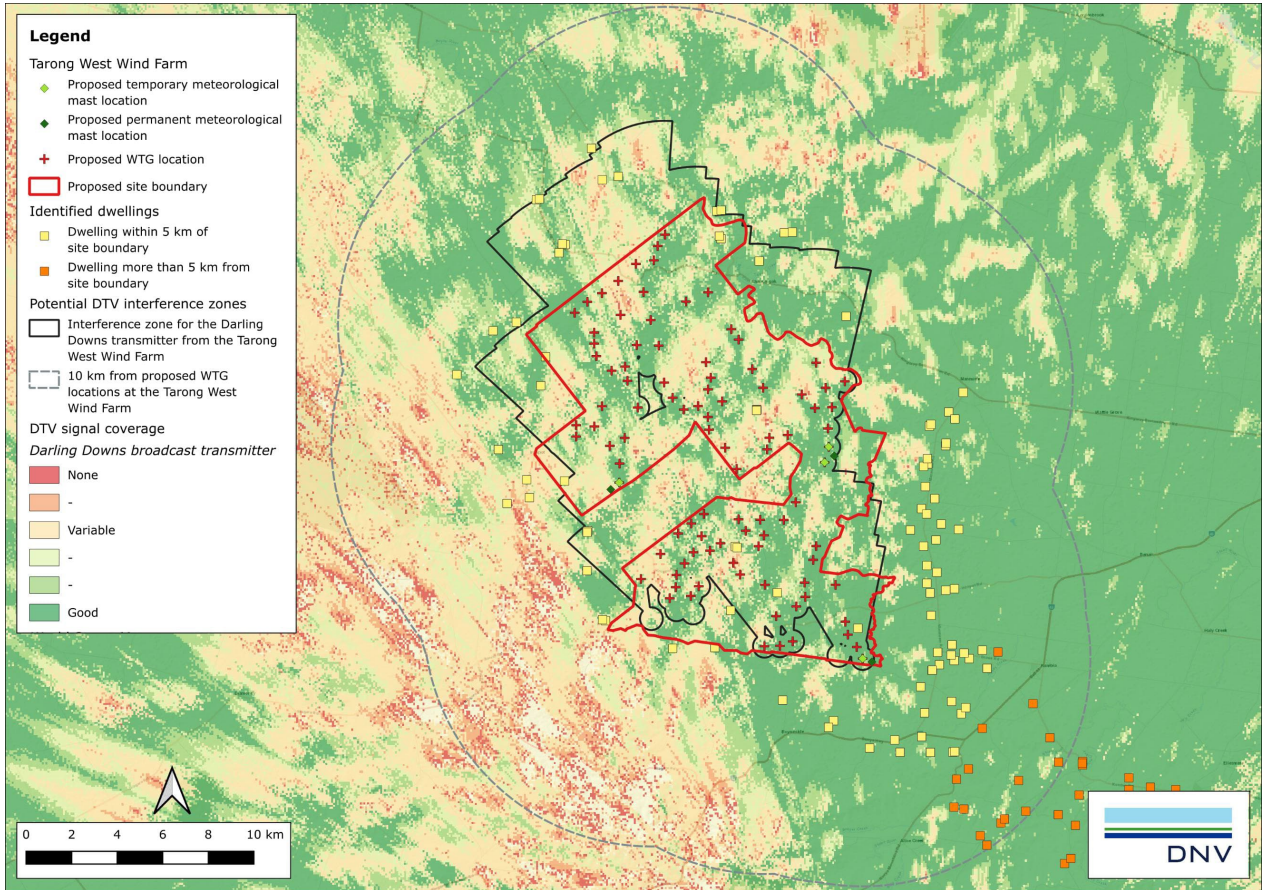 Legend
Tarong West Wind Farm
Proposed temporary meteorological
mast location
Proposed permanent meteorological
mast location
Proposed WTG location
Proposed site boundary
Identified dwellings
Dwelling within 5 km of
site boundary
Dwelling more than 5 km from
site boundary
Potential DTV interference zones
Interference zone for the Darling
Downs transmitter from the Tarong
West Wind Farm
10 km from proposed WTG
locations at the Tarong West
Wind Farm
DTV signal coverage
Darling Downs broadcast transmitter
None
-
Variable
-
-
Good
0 2 4 6 8 10 km
DNV